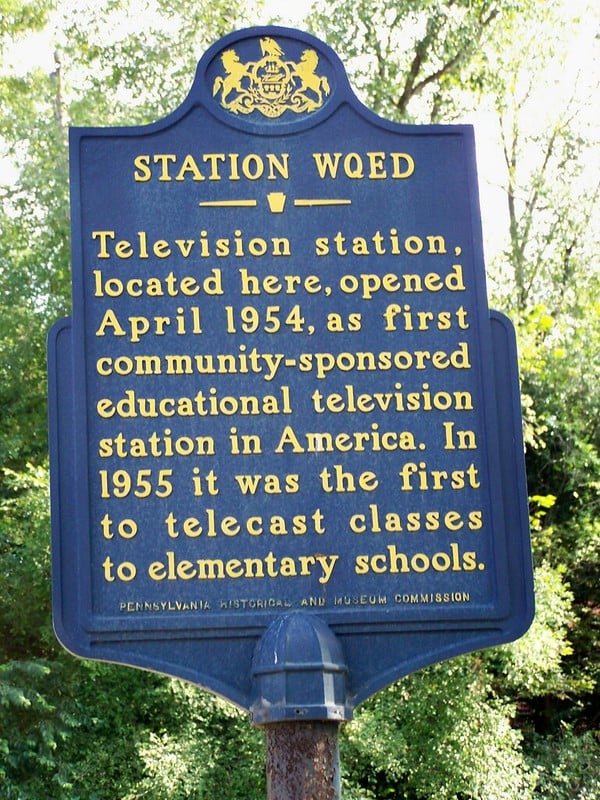 STATION WQED
Television station,
located here, opened
April 1954, as first
community-sponsored
educational television
station in America. In
1955 it was the first
to telecast classes
to elementary schools.
PENNSYLVANIA HISTORICAL AND MUSEUM COMMISSION